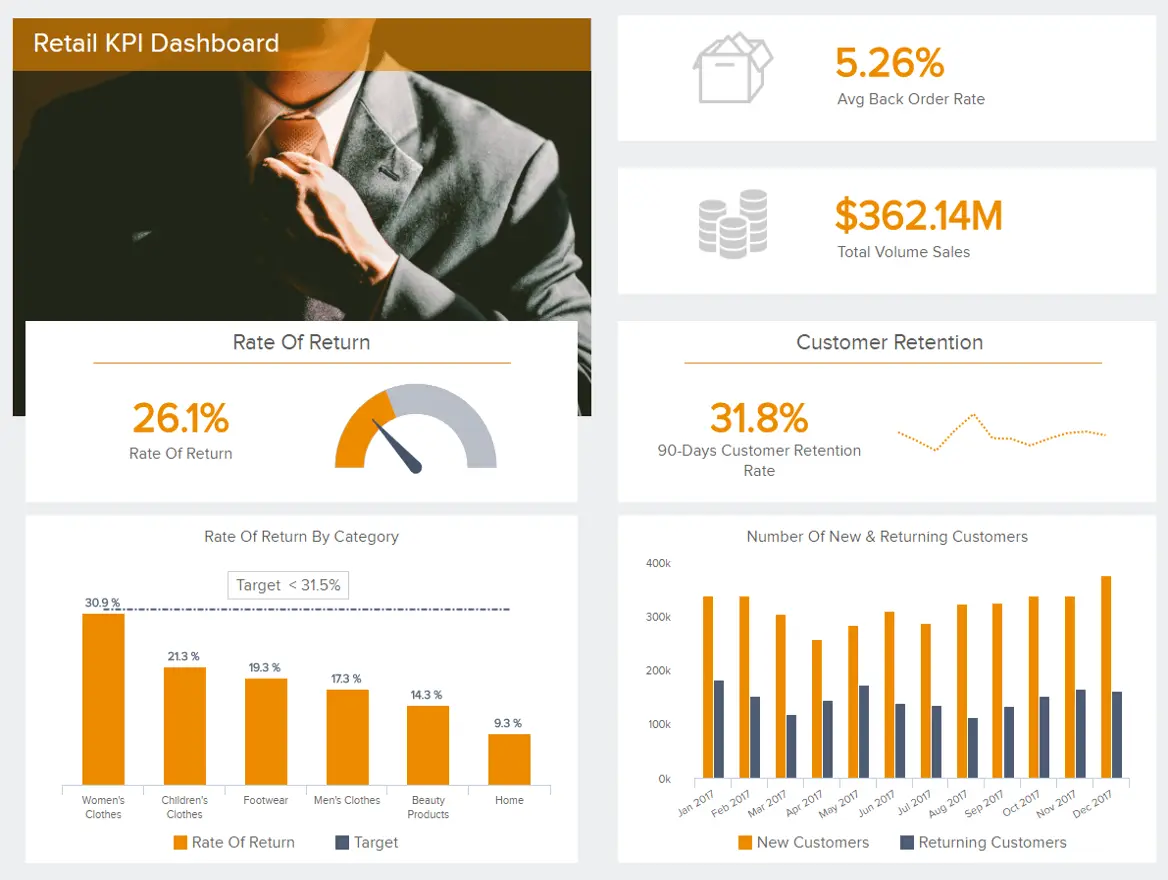 Retail KPI Dashboard
5.26%
Avg Back Order Rate
$362.14M
Total Volume Sales
Rate Of Return
26.1%
Rate Of Return
Customer Retention
31.8%
90-Days Customer Retention
Rate
Rate Of Return By Category
Target < 31.5%
30.9 %
21.3 %
19.3 %
17.3 %
14.3 %
9.3 %
Women's
Clothes
Children's
Clothes
Footwear
Men's Clothes
Beauty
Products
Home
Rate Of Return
Target
Number Of New & Returning Customers
400k
300k
200k
100k
0k
Jan 2017
Feb 2017
Mar 2017
Apr 2017
May 2017
Jun 2017
Jul 2017
Aug 2017
Sep 2017
Oct 2017
Nov 2017
Dec 2017
New Customers
Returning Customers